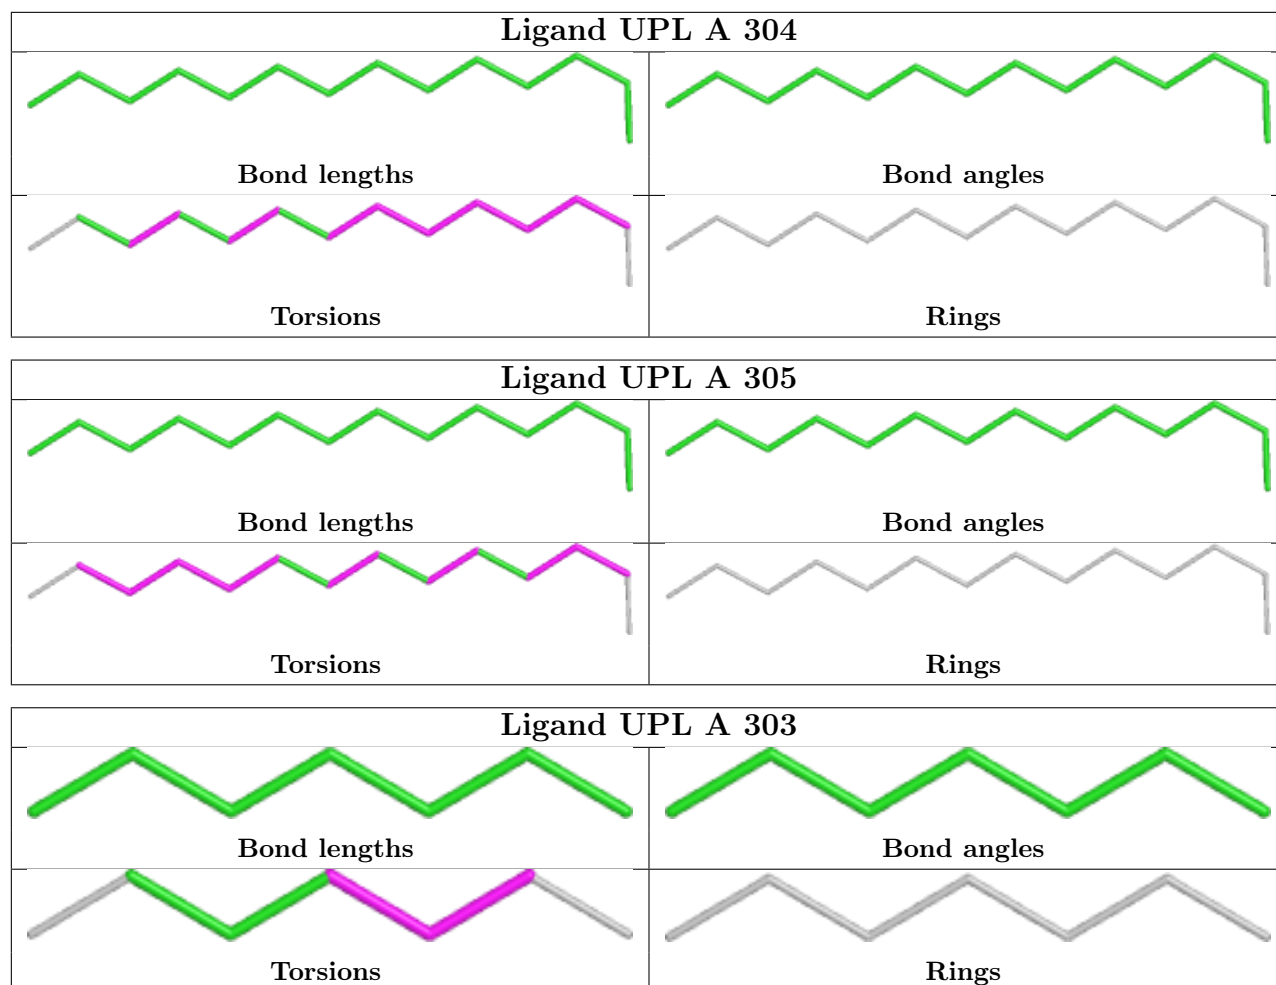 Ligand UPL A 304
Bond lengths
Bond angles
Torsions
Rings
Ligand UPL A 305
Bond lengths
Bond angles
Torsions
Rings
Ligand UPL A 303
Bond lengths
Bond angles
Torsions
Rings